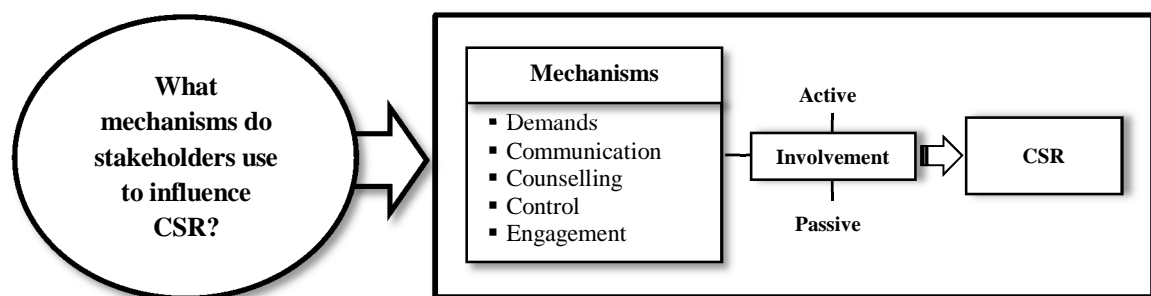 What
mechanisms do
stakeholders use
to influence
CSR?
Mechanisms
▪ Demands
▪ Communication
▪ Counselling
▪ Control
▪ Engagement
Active
Involvement
Passive
CSR